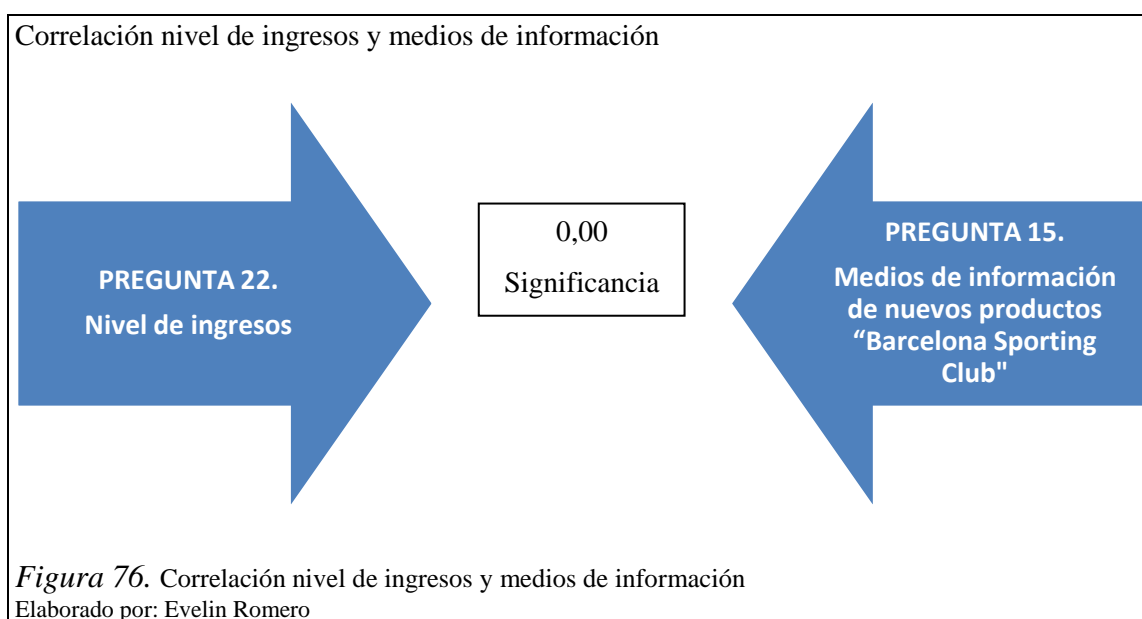 Correlación nivel de ingresos y medios de información
PREGUNTA 22.
Nivel de ingresos
0,00
Significancia
PREGUNTA 15.
Medios de información
de nuevos productos
“Barcelona Sporting
Club"
Figura 76. Correlación nivel de ingresos y medios de información
Elaborado por: Evelin Romero